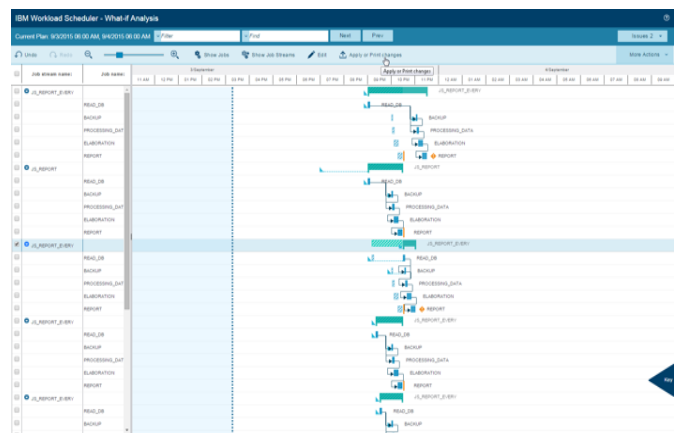 IBM Workload Scheduler - What-if Analysis
Current Plan: 9/3/2015 06:00 AM, 9/4/2015 06:00 AM Filter Find Next Prev Issues 2
Undo Show Jobs Show Job Streams Edit Apply or Print changes More Actions
Apply or Print changes
Job stream name: Job name: 3 September 4 September
11 AM 12 PM 01 PM 02 PM 03 PM 04 PM 05 PM 06 PM 07 PM 08 PM 09 PM 10 PM 11 PM 12 AM 01 AM 02 AM 03 AM 04 AM 05 AM 06 AM
JS_REPORT_EVERY JS_REPORT_EVERY
READ_DB READ_DB
BACKUP BACKUP
PROCESSING_DAT PROCESSING_DATA
ELABORATION ELABORATION
REPORT REPORT
JS_REPORT JS_REPORT
READ_DB READ_DB
BACKUP BACKUP
PROCESSING_DAT PROCESSING_DATA
ELABORATION ELABORATION
REPORT REPORT
JS_REPORT_EVERY JS_REPORT_EVERY
READ_DB READ_DB
BACKUP BACKUP
PROCESSING_DAT PROCESSING_DATA
ELABORATION ELABORATION
REPORT REPORT
JS_REPORT_EVERY JS_REPORT_EVERY
READ_DB READ_DB
BACKUP BACKUP
PROCESSING_DAT PROCESSING_DATA
ELABORATION ELABORATION
REPORT REPORT
Key
JS_REPORT_EVERY JS_REPORT_EVERY
READ_DB READ_DB
BACKUP BACKUP